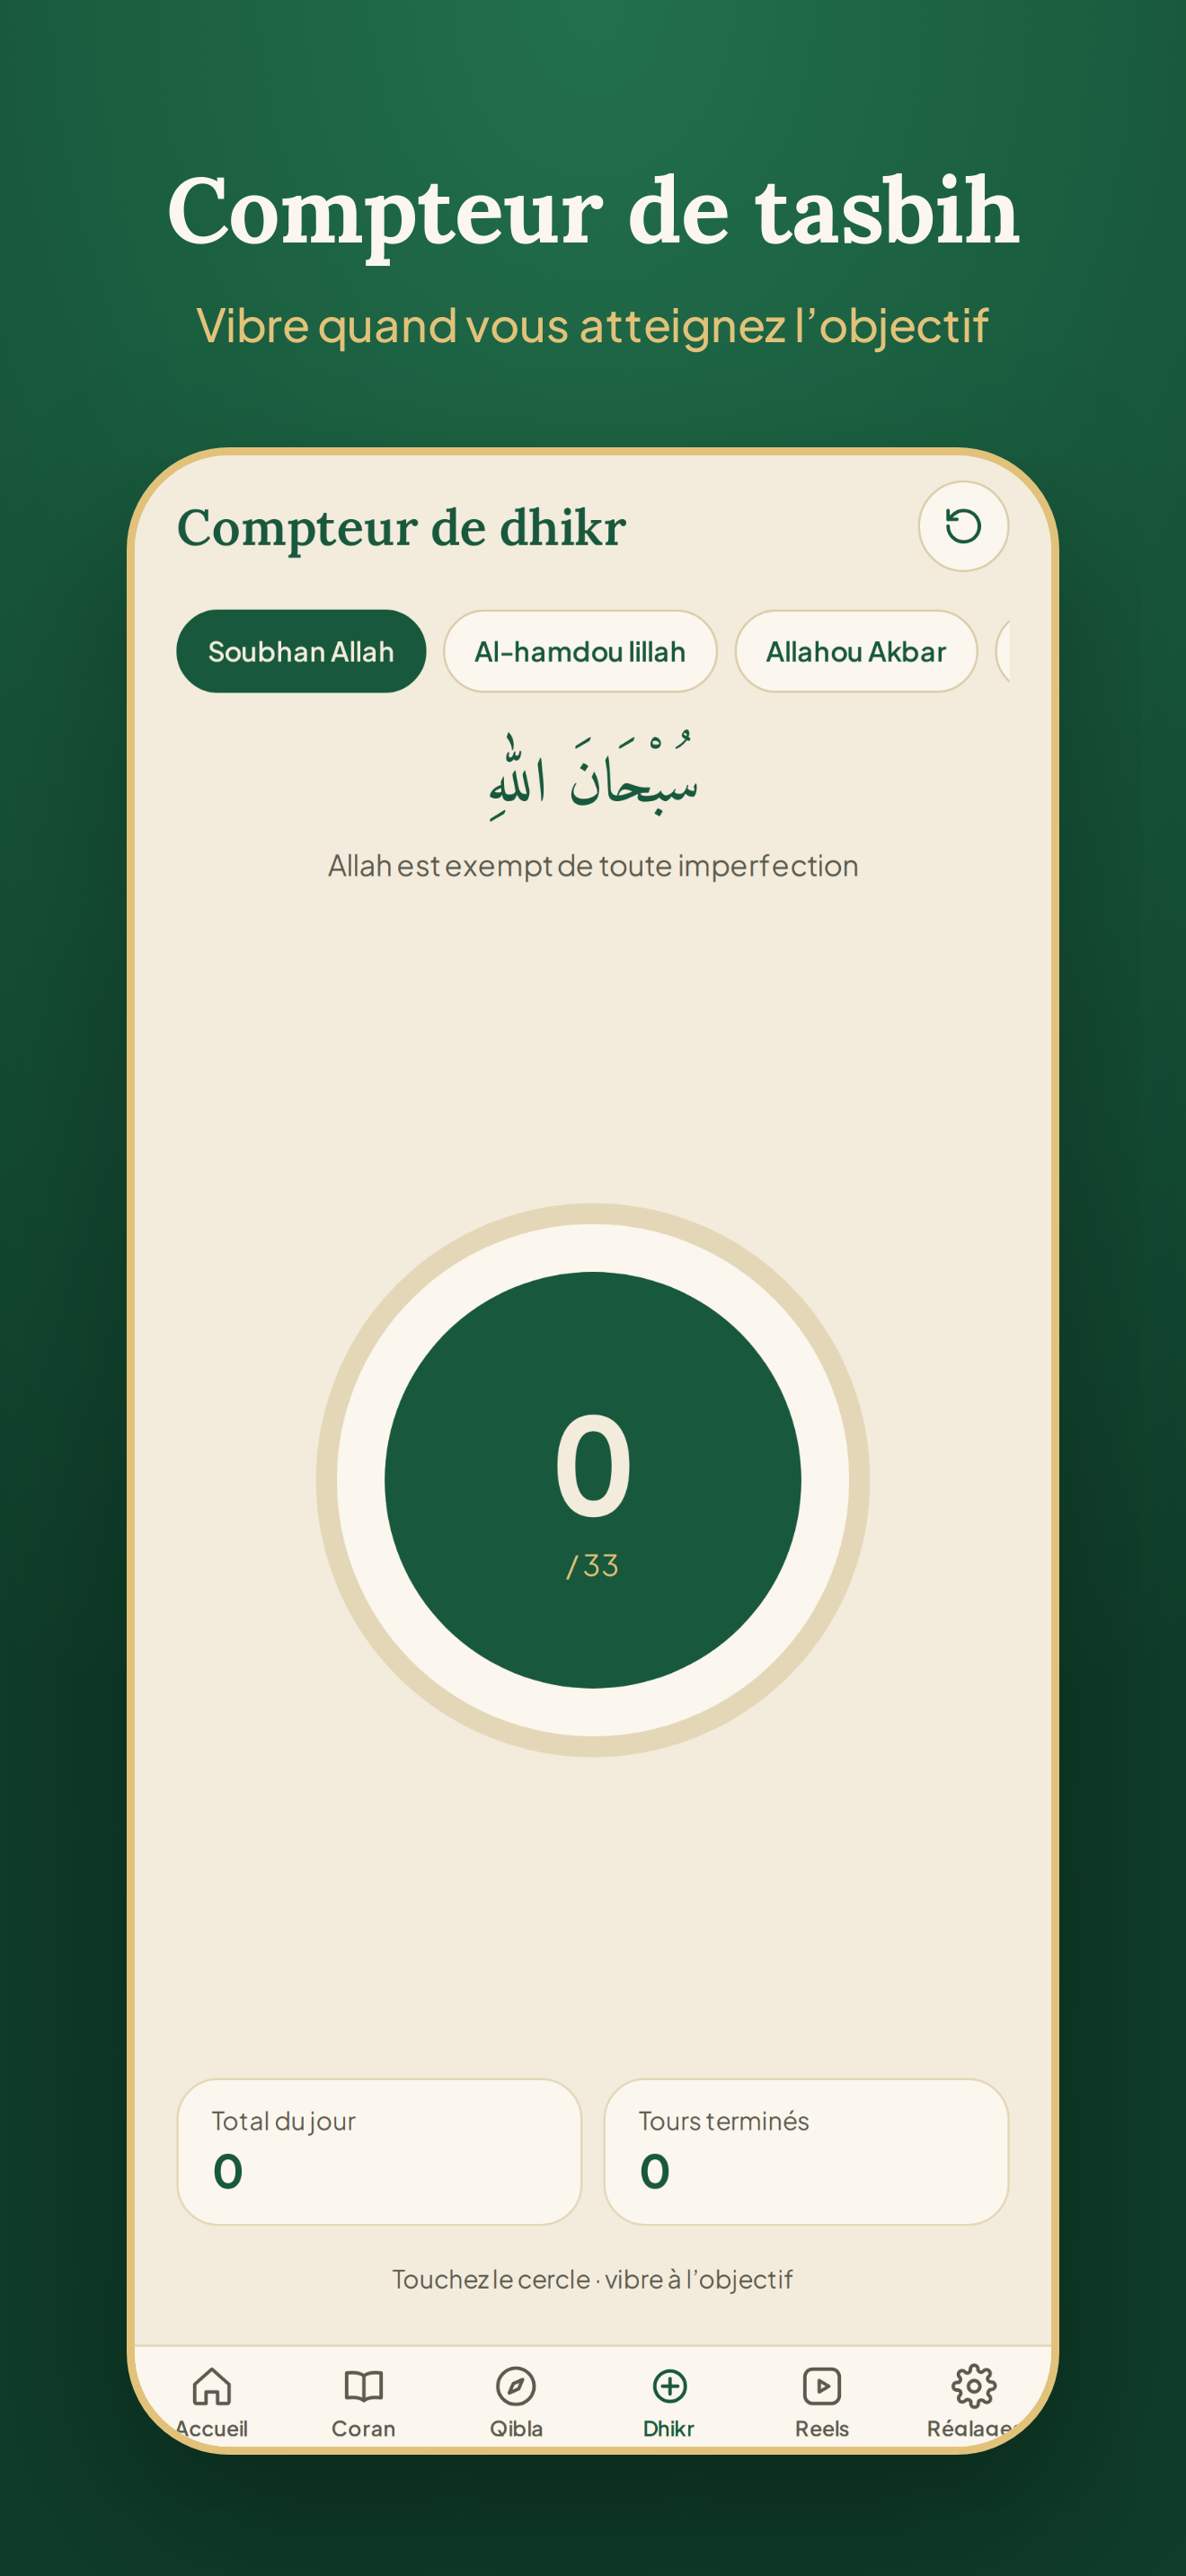 Compteur de tasbih
Vibre quand vous atteignez l’objectif
Compteur de dhikr
Soubhan Allah
Al-hamdou lillah
Allahou Akbar
سُبْحَانَ اللّٰهِ
Allah est exempt de toute imperfection
0
/ 33
Total du jour
0
Tours terminés
0
Touchez le cercle · vibre à l’objectif
Accueil
Coran
Qibla
Dhikr
Reels
Réglages